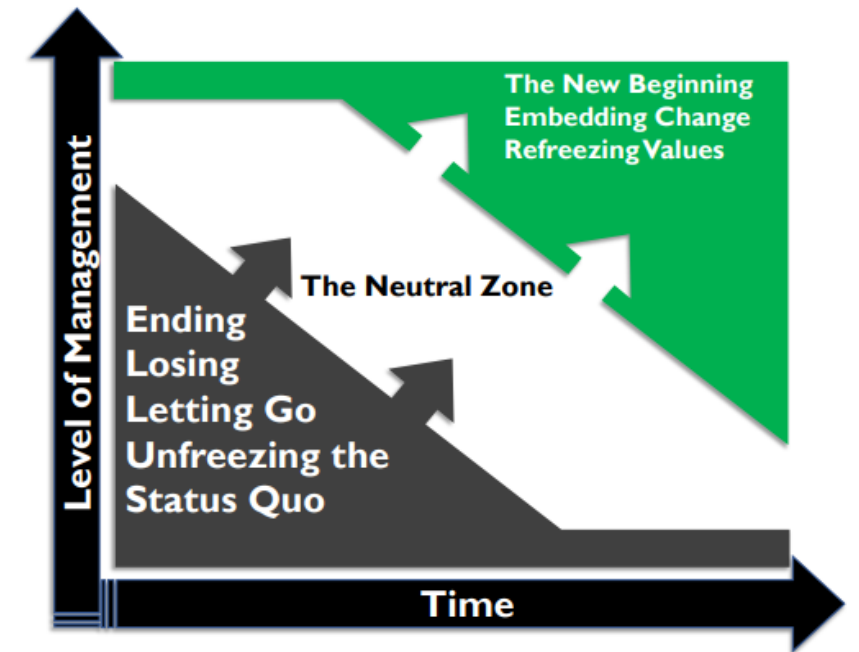 The New Beginning
Embedding Change
Refreezing Values
Level of Management
The Neutral Zone
Ending
Losing
Letting Go
Unfreezing the
Status Quo
Time